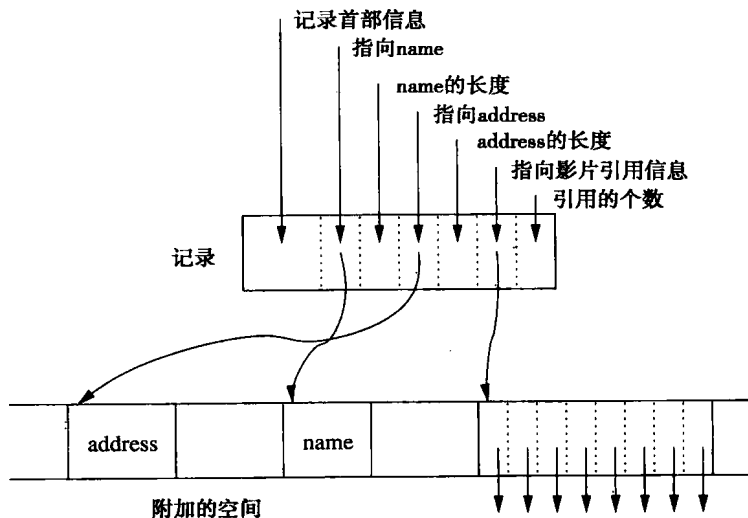 记录首部信息
指向name
name的长度
指向address
address的长度
指向影片引用信息
引用的个数
记录
address
name
附加的空间